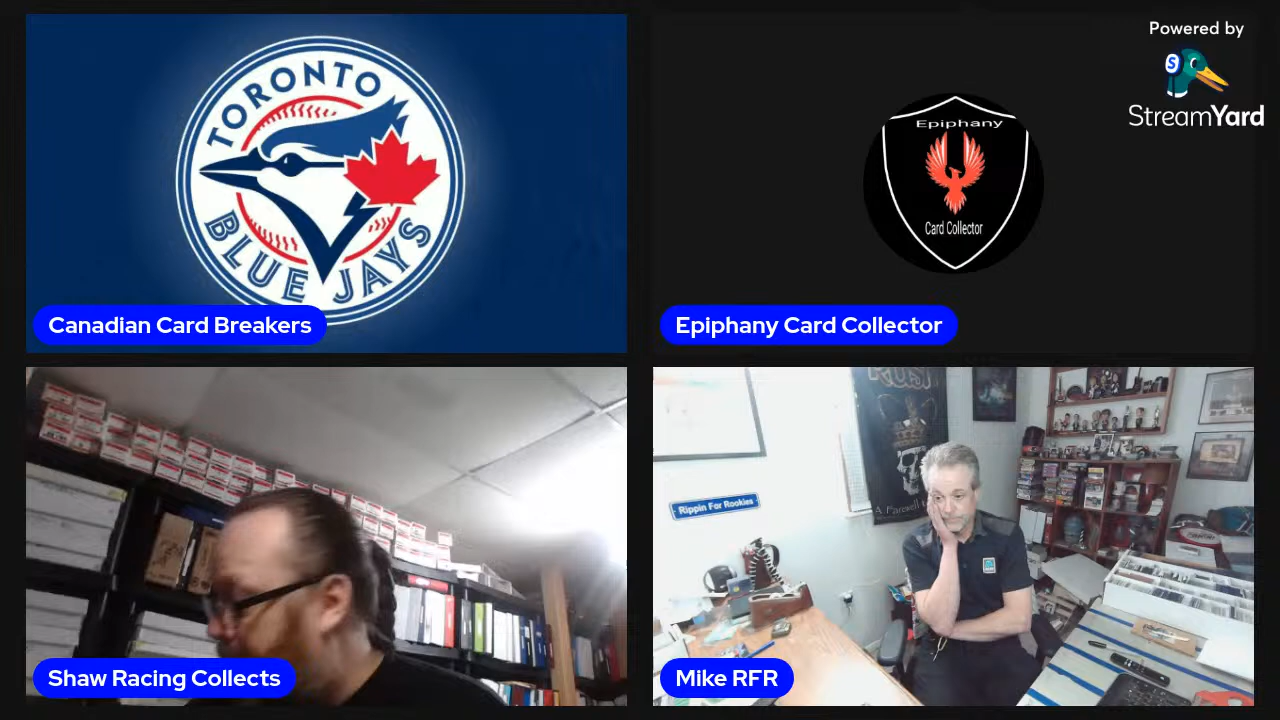 TORONTO
BLUE JAYS
Canadian Card Breakers
Powered by
StreamYard
Epiphany
Card Collector
Epiphany Card Collector
Shaw Racing Collects
RUSH
Rippin For Rookies
Mike RFR